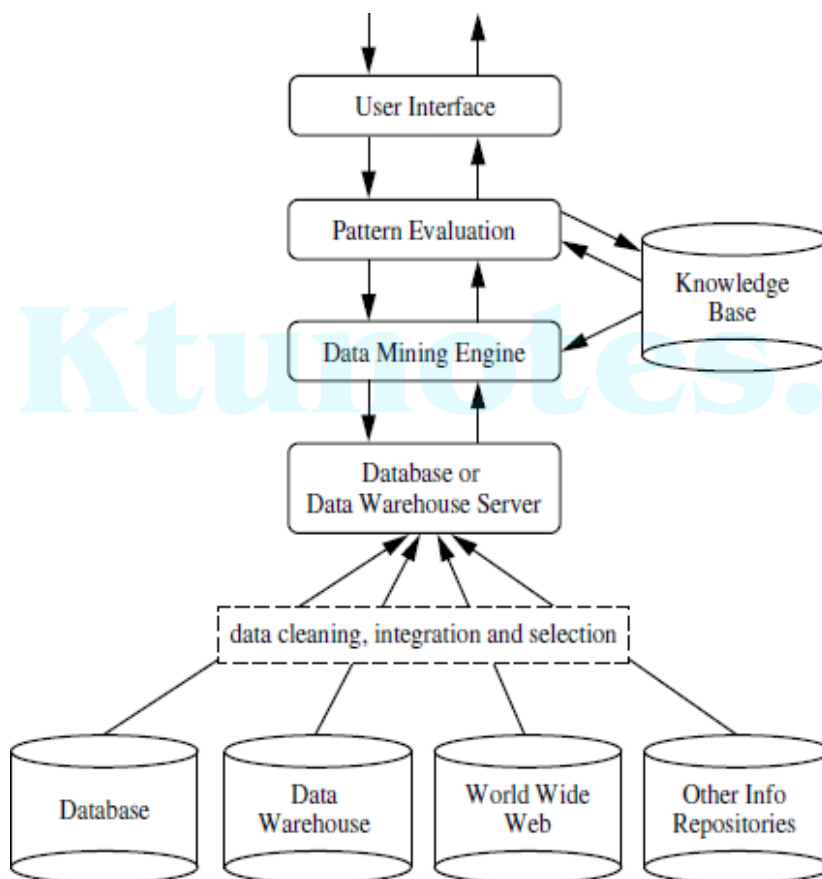 User Interface
Pattern Evaluation
Knowledge
Base
Ktunotes.
Data Mining Engine
Database or
Data Warehouse Server
data cleaning, integration and selection
Database
Data
Warehouse
World Wide
Web
Other Info
Repositories